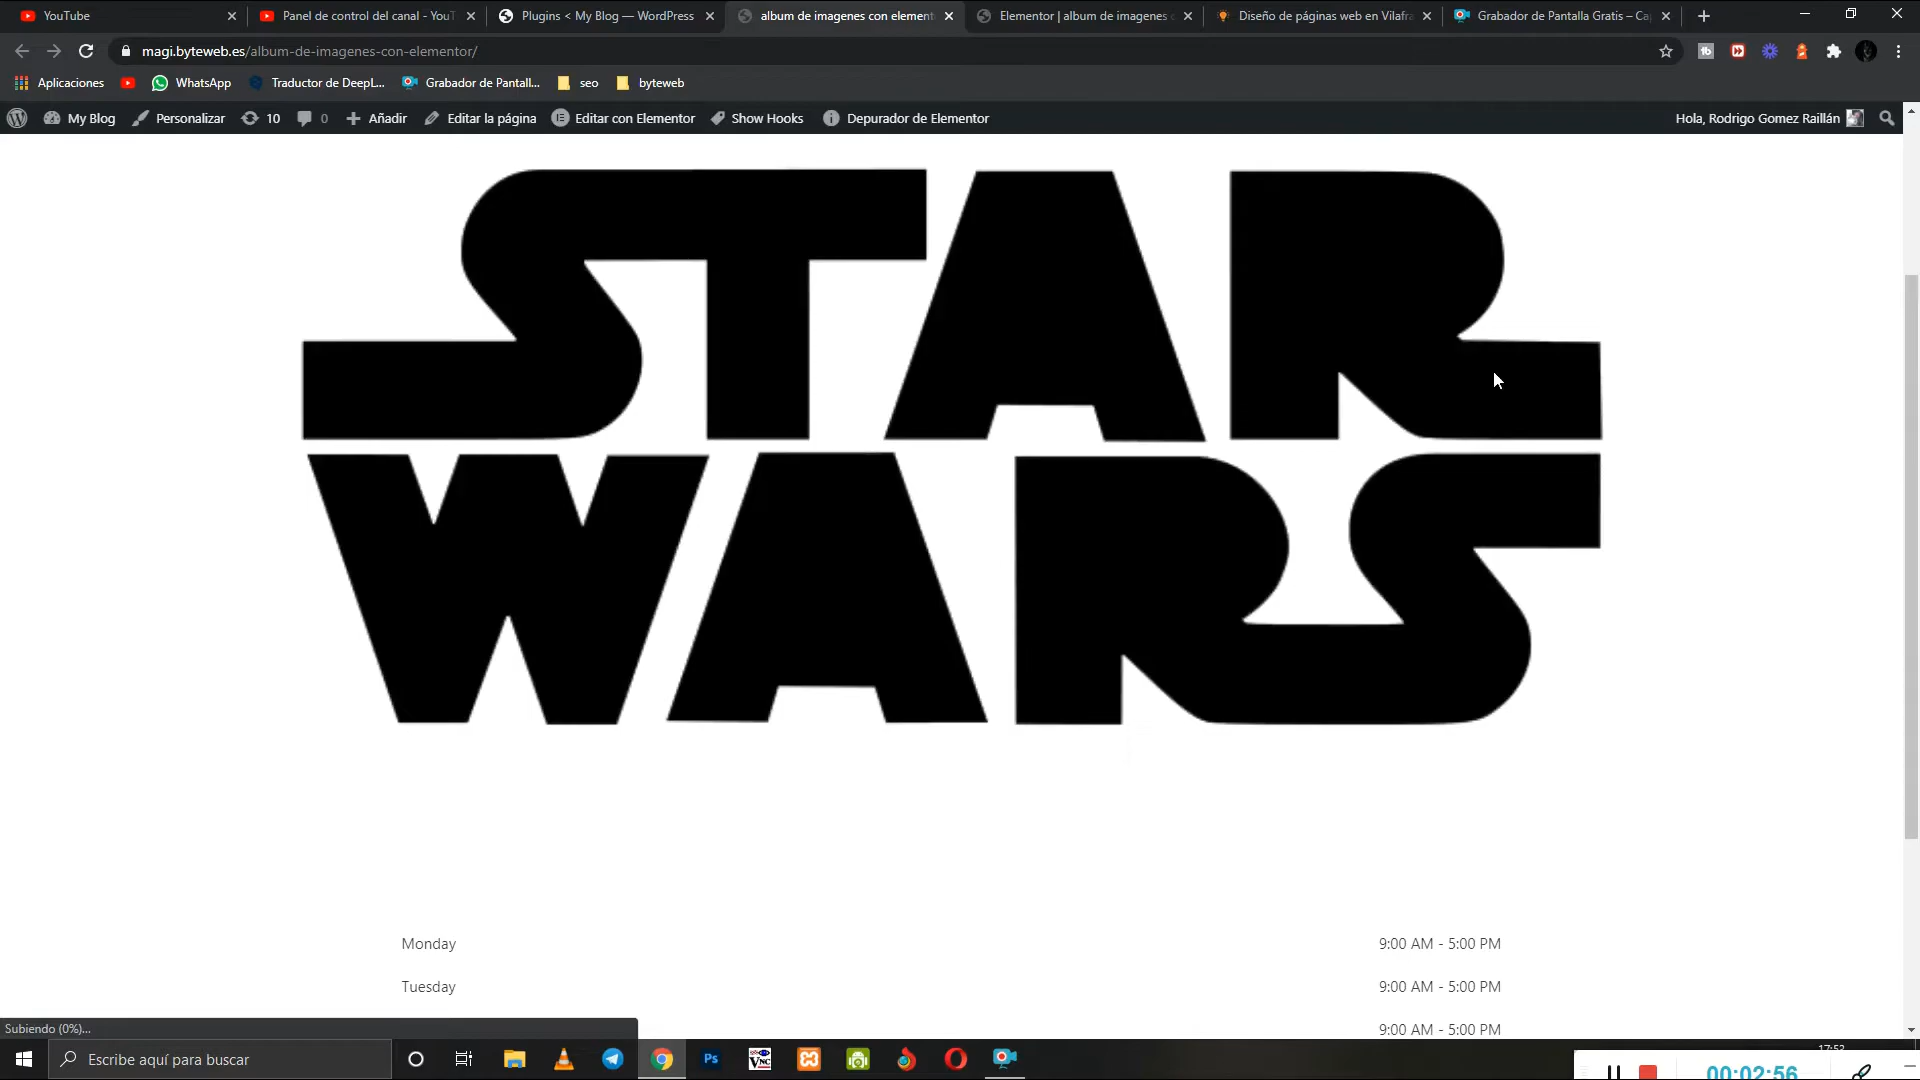 YouTube
Panel de control del canal - YouT
Plugins < My Blog — WordPress
album de imagenes con element
Elementor | album de imagenes c
Diseño de páginas web en Vilafra
Grabador de Pantalla Gratis – Ca
magi.byteweb.es/album-de-imagenes-con-elementor/
Aplicaciones
WhatsApp
Traductor de DeepL...
Grabador de Pantall...
seo
byteweb
My Blog
Personalizar
10
0
Añadir
Editar la página
Editar con Elementor
Show Hooks
Depurador de Elementor
Hola, Rodrigo Gomez Raillán
STAR
WARS
Monday 9:00 AM - 5:00 PM
Tuesday 9:00 AM - 5:00 PM
9:00 AM - 5:00 PM
Subiendo (0%)...
Escribe aquí para buscar
Ps
VNC
17:53
00:02:56